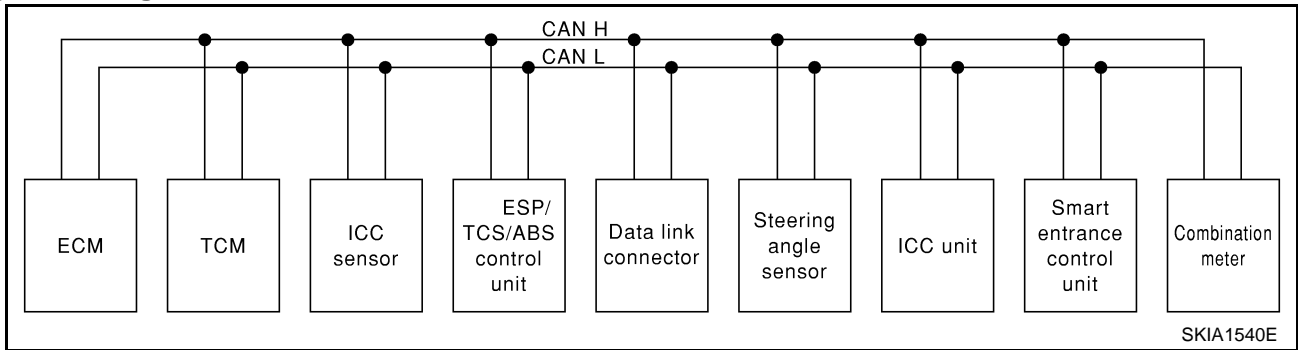 CAN H
CAN L
ECM
TCM
ICC
sensor
ESP/
TCS/ABS
control
unit
Data link
connector
Steering
angle
sensor
ICC unit
Smart
entrance
control
unit
Combination
meter
SKIA1540E